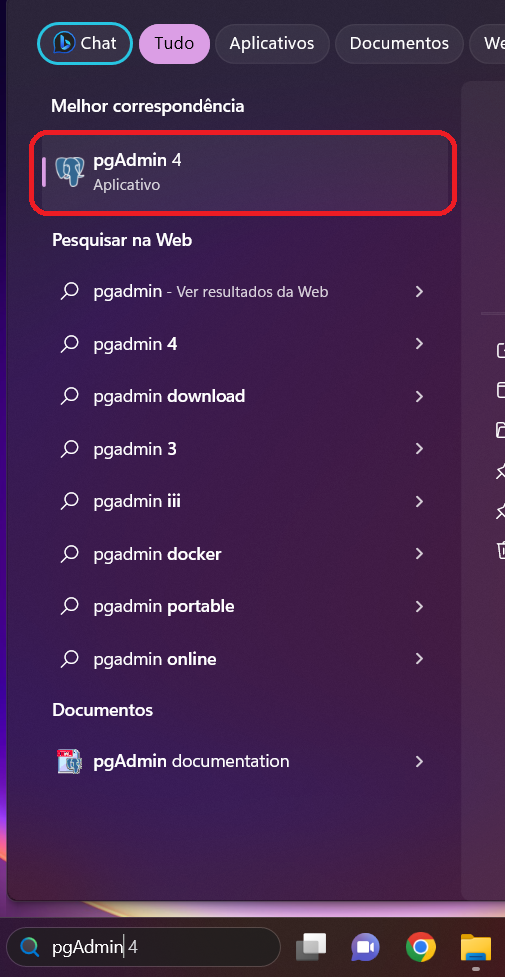 Chat Tudo Aplicativos Documentos We
Melhor correspondência
pgAdmin 4
Aplicativo
Pesquisar na Web
pgadmin - Ver resultados da Web
pgadmin 4
pgadmin download
pgadmin 3
pgadmin iii
pgadmin docker
pgadmin portable
pgadmin online
Documentos
pgAdmin documentation
pgAdmin 4